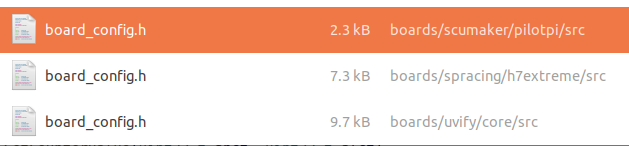 board_config.h 2.3 kB boards/scumaker/pilotpi/src
board_config.h 7.3 kB boards/spracing/h7extreme/src
board_config.h 9.7 kB boards/uvify/core/src